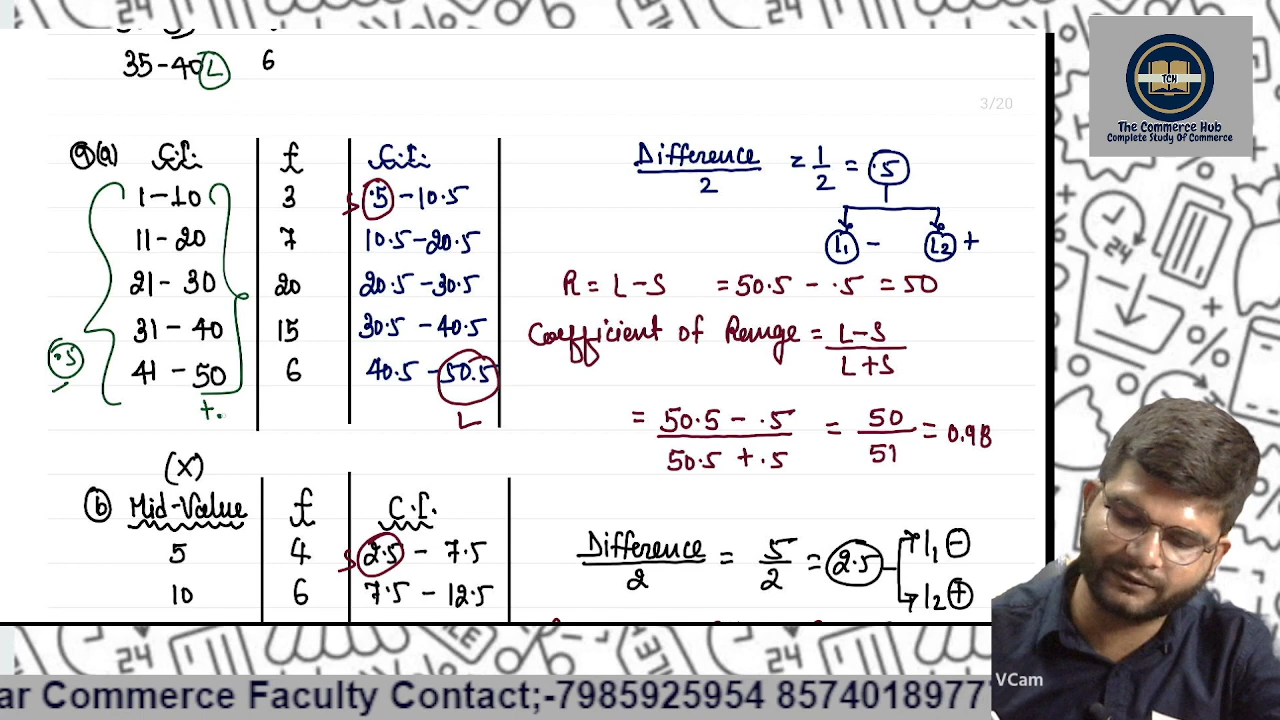 35-40 L 6
3/20
The Commerce Hub
Complete Study Of Commerce
TCH
9(a) C.I. f C.I.
1-10 3 S .5 - 10.5
11-20 7 10.5 - 20.5
21-30 20 20.5 - 30.5
31-40 15 30.5 - 40.5
41-50 6 40.5 - 50.5
.5
+.
L
Difference/2 = 1/2 = .5
L1 - L2 +
R = L-S = 50.5 - .5 = 50
Coefficient of Range = L-S/L+S
= 50.5 - .5/50.5 + .5 = 50/51 = 0.98
(X)
(b) Mid-Value f C.I.
5 4 S 2.5 - 7.5
10 6 7.5 - 12.5
Difference/2 = 5/2 = 2.5 l1 - l2 +
VCam
ar Commerce Faculty Contact;-7985925954 857401897